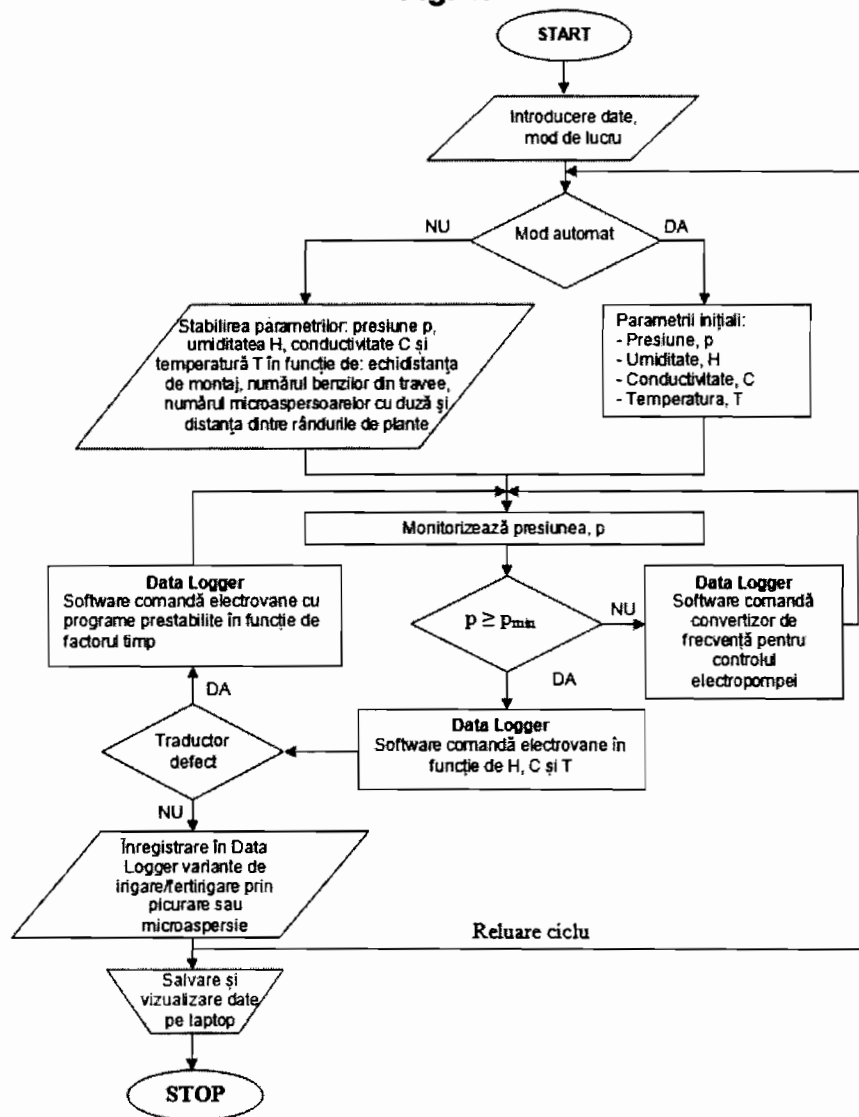 START
Introducere date,
mod de lucru
NU
Mod automat
DA
Stabilirea parametrilor: presiune p,
umiditatea H, conductivitate C și
temperatură T în funcție de: echidistanța
de montaj, numărul benzilor din travee,
numărul microaspersoarelor cu duză și
distanța dintre rândurile de plante
Parametrii inițiali:
- Presiune, p
- Umiditate, H
- Conductivitate, C
- Temperatura, T
Monitorizează presiunea, p
Data Logger
Software comandă electrovane cu
programe prestabilite în funcție de
factorul timp
p ≥ pmin
NU
Data Logger
Software comandă
convertizor de
frecvență pentru
controlul
electropompei
DA
DA
Data Logger
Software comandă electrovane în
funcție de H, C și T
Traductor
defect
NU
Înregistrare în Data
Logger variante de
irigare/fertirigare prin
picurare sau
microaspersie
Reluare ciclu
Salvare și
vizualizare date
pe laptop
STOP